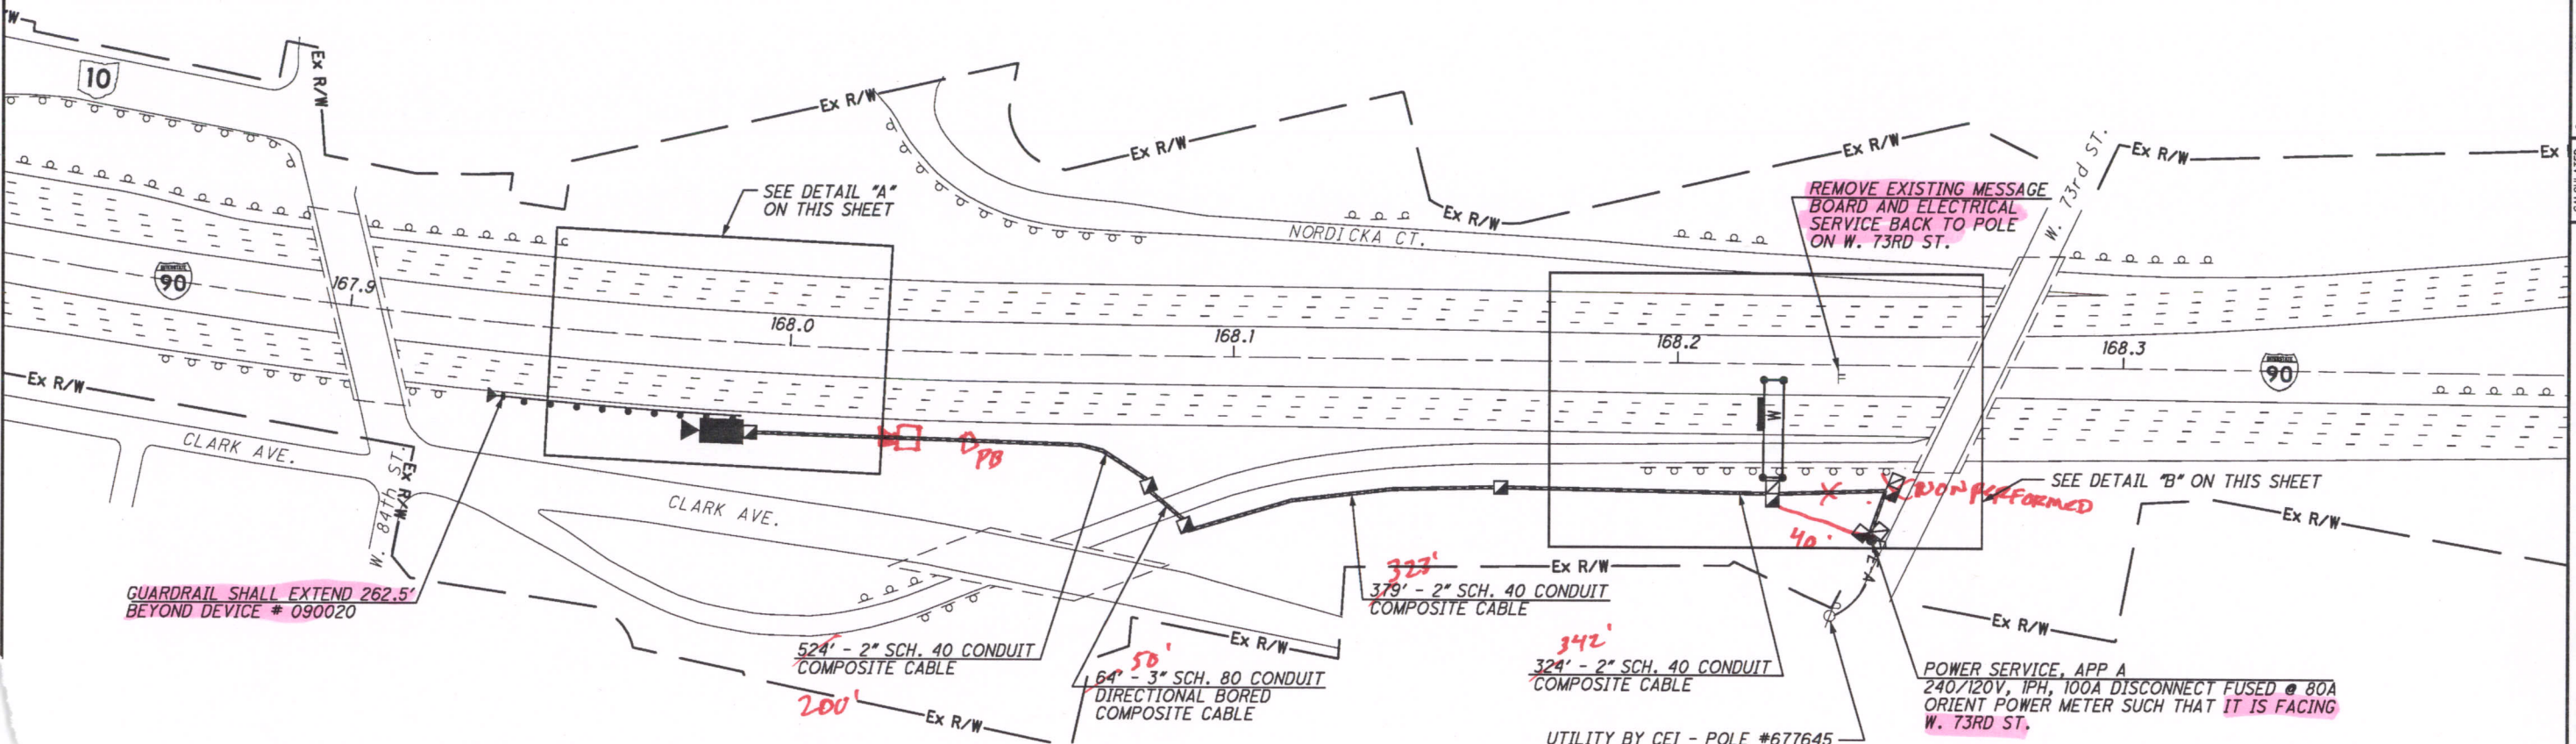 W
10
Ex R/W
Ex R/W
Ex R/W
Ex R/W
Ex R/W
W. 73rd ST.
Ex R/W
Ex
SEE DETAIL "A"
ON THIS SHEET
REMOVE EXISTING MESSAGE
BOARD AND ELECTRICAL
SERVICE BACK TO POLE
ON W. 73RD ST.
NORDICKA CT.
INTERSTATE
90
167.9
168.0
168.1
168.2
168.3
INTERSTATE
90
Ex R/W
W
CLARK AVE.
PB
Ex R/W
W. 84th ST.
CLARK AVE.
SEE DETAIL "B" ON THIS SHEET
X
NON PERFORMED
Ex R/W
40'
E-A
GUARDRAIL SHALL EXTEND 262.5'
BEYOND DEVICE # 090020
323'
Ex R/W
379' - 2" SCH. 40 CONDUIT
COMPOSITE CABLE
Ex R/W
Ex R/W
524' - 2" SCH. 40 CONDUIT
COMPOSITE CABLE
200'
50'
64' - 3" SCH. 80 CONDUIT
DIRECTIONAL BORED
COMPOSITE CABLE
342'
324' - 2" SCH. 40 CONDUIT
COMPOSITE CABLE
POWER SERVICE, APP A
240/120V, 1PH, 100A DISCONNECT FUSED @ 80A
ORIENT POWER METER SUCH THAT IT IS FACING
W. 73RD ST.
Ex R/W
UTILITY BY CEI - POLE #677645